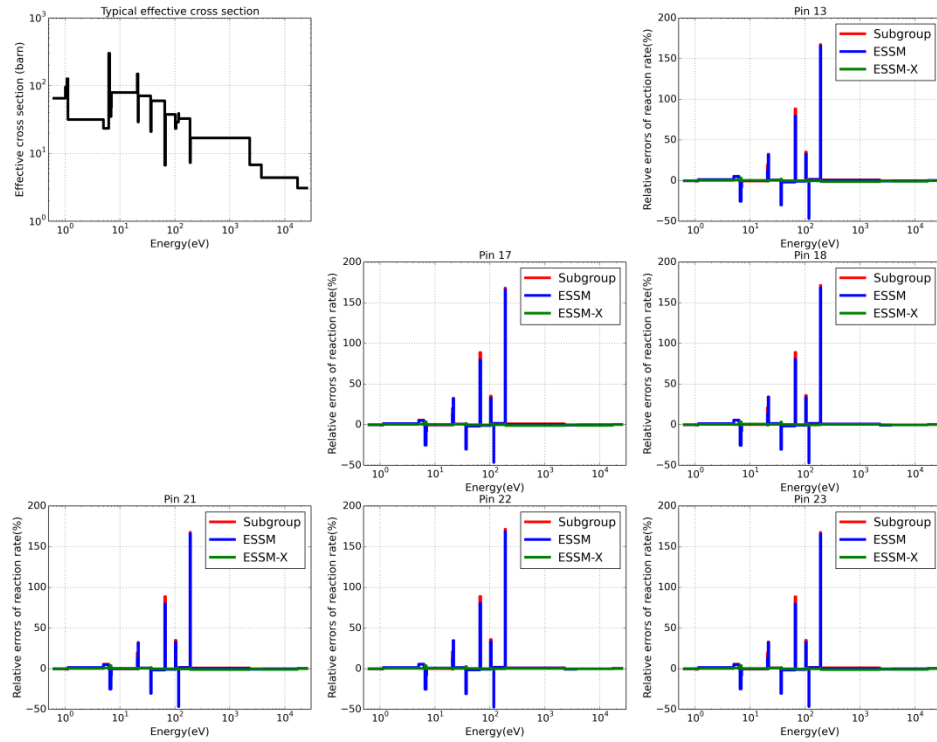 Typical effective cross section
Effective cross section (barn)
10^3
10^2
10^1
10^0
10^0 10^1 10^2 10^3 10^4
Energy(eV)
Pin 13
Relative errors of reaction rate(%)
200
150
100
50
0
−50
Subgroup
ESSM
ESSM-X
10^0 10^1 10^2 10^3 10^4
Energy(eV)
Pin 17
Relative errors of reaction rate(%)
200
150
100
50
0
−50
Subgroup
ESSM
ESSM-X
10^0 10^1 10^2 10^3 10^4
Energy(eV)
Pin 18
Relative errors of reaction rate(%)
200
150
100
50
0
−50
Subgroup
ESSM
ESSM-X
10^0 10^1 10^2 10^3 10^4
Energy(eV)
Pin 21
Relative errors of reaction rate(%)
200
150
100
50
0
−50
Subgroup
ESSM
ESSM-X
10^0 10^1 10^2 10^3 10^4
Energy(eV)
Pin 22
Relative errors of reaction rate(%)
200
150
100
50
0
−50
Subgroup
ESSM
ESSM-X
10^0 10^1 10^2 10^3 10^4
Energy(eV)
Pin 23
Relative errors of reaction rate(%)
200
150
100
50
0
−50
Subgroup
ESSM
ESSM-X
10^0 10^1 10^2 10^3 10^4
Energy(eV)